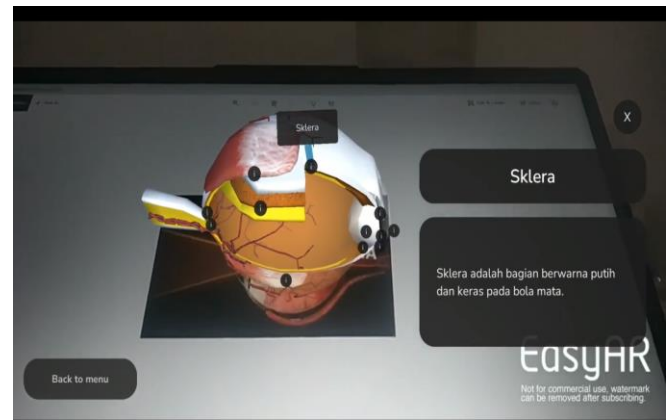 Sklera
X
Sklera
Sklera adalah bagian berwarna putih
dan keras pada bola mata.
Back to menu
EasyAR
Not for commercial use, watermark
can be removed after subscribing.